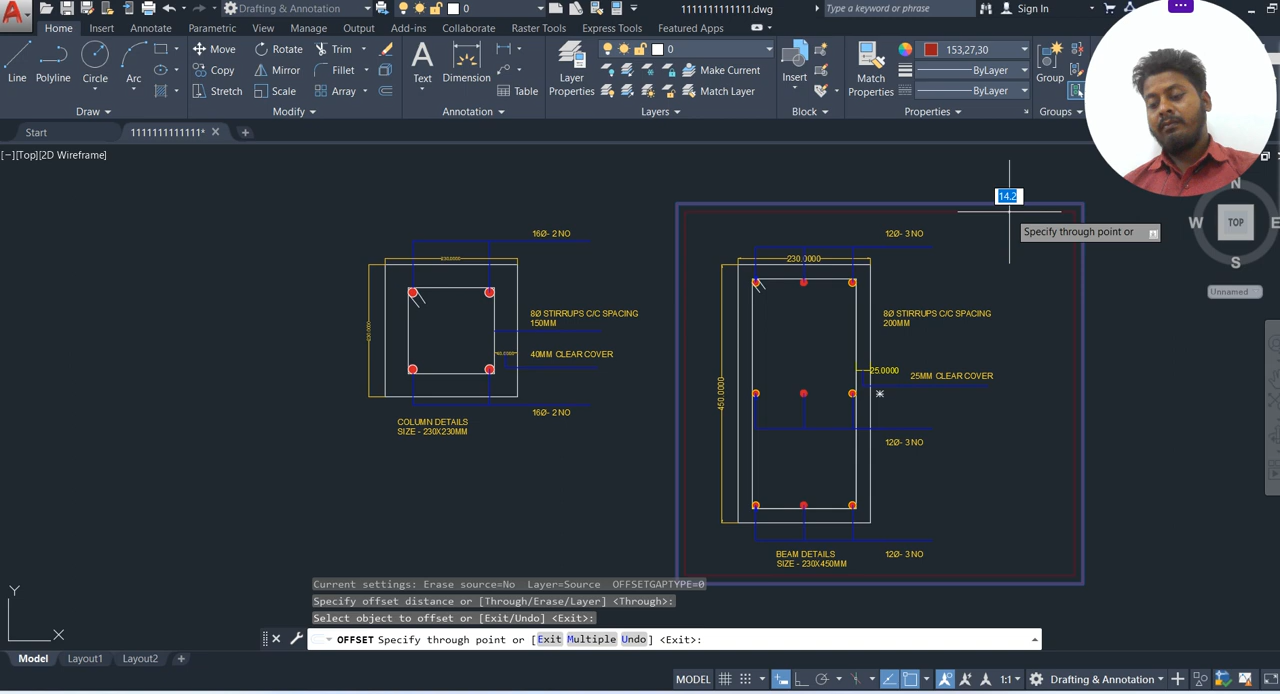 Drafting & Annotation
0
1111111111111.dwg
Type a keyword or phrase
Sign In
Home Insert Annotate Parametric View Manage Output Add-ins Collaborate Raster Tools Express Tools Featured Apps
Line Polyline Circle Arc
Move Rotate Trim
Copy Mirror Fillet
Stretch Scale Array
Text Dimension Table
Layer Properties
0
Make Current
Match Layer
Insert
Match Properties
153,27,30
ByLayer
ByLayer
Group
Draw Modify Annotation Layers Block Properties Groups
Start 1111111111111*
[−][Top][2D Wireframe]
N
W TOP E
S
Unnamed
14.2
Specify through point or
16Ø- 2 NO
230.0000
230.0000
8Ø STIRRUPS C/C SPACING
150MM
40MM CLEAR COVER
16Ø- 2 NO
COLUMN DETAILS
SIZE - 230X230MM
12Ø- 3 NO
230.0000
450.0000
8Ø STIRRUPS C/C SPACING
200MM
25.0000
25MM CLEAR COVER
12Ø- 3 NO
BEAM DETAILS
SIZE - 230X450MM
12Ø- 3 NO
Y
X
Current settings: Erase source=No Layer=Source OFFSETGAPTYPE=0
Specify offset distance or [Through/Erase/Layer] <Through>:
Select object to offset or [Exit/Undo] <Exit>:
OFFSET Specify through point or [Exit Multiple Undo] <Exit>:
Model Layout1 Layout2
MODEL
1:1
Drafting & Annotation